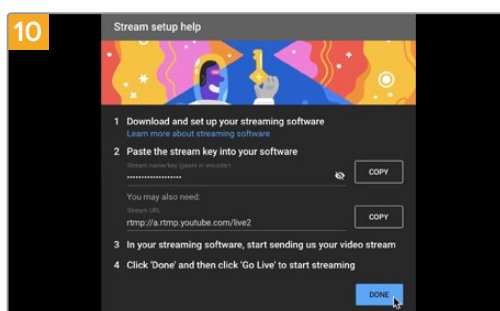 10
Stream setup help
1 Download and set up your streaming software
Learn more about streaming software
2 Paste the stream key into your software
Stream name/key (paste in encoder)
••••••••••••••••••••
COPY
You may also need:
Stream URL
rtmp://a.rtmp.youtube.com/live2
COPY
3 In your streaming software, start sending us your video stream
4 Click 'Done' and then click 'Go Live' to start streaming
DONE